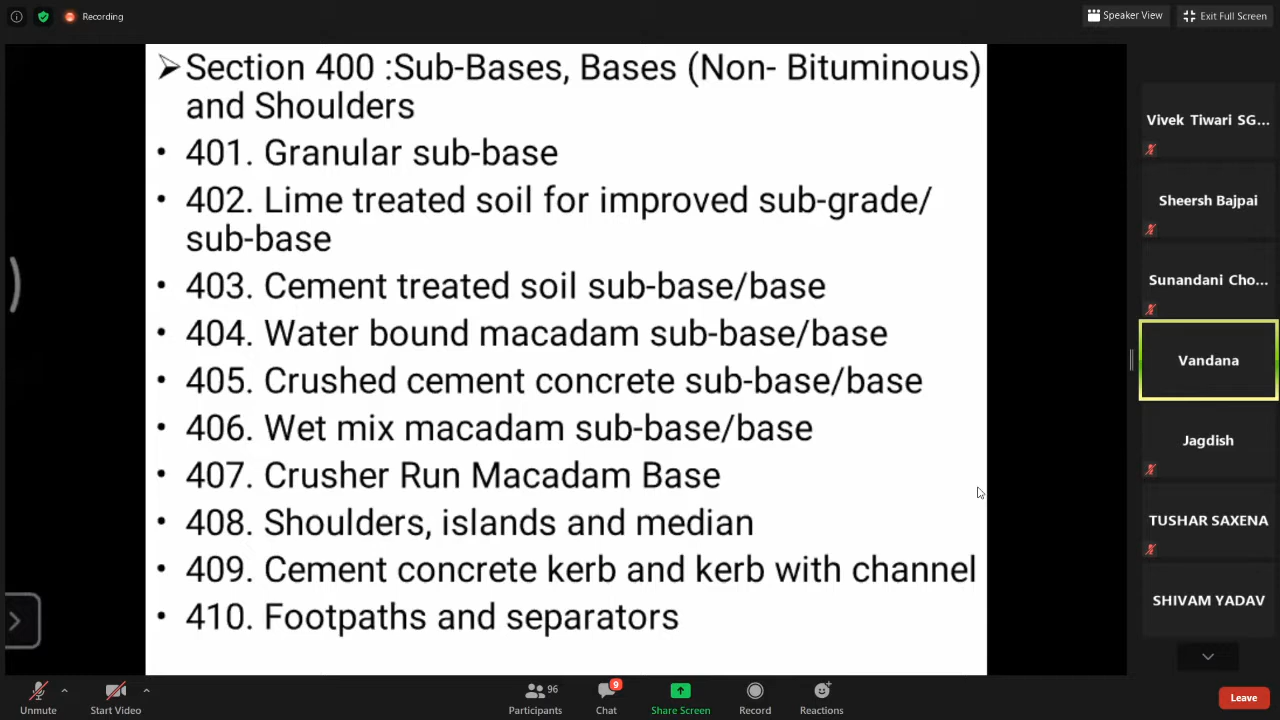 Recording
Speaker View
Exit Full Screen
➢Section 400 :Sub-Bases, Bases (Non- Bituminous)
and Shoulders
• 401. Granular sub-base
• 402. Lime treated soil for improved sub-grade/
sub-base
• 403. Cement treated soil sub-base/base
• 404. Water bound macadam sub-base/base
• 405. Crushed cement concrete sub-base/base
• 406. Wet mix macadam sub-base/base
• 407. Crusher Run Macadam Base
• 408. Shoulders, islands and median
• 409. Cement concrete kerb and kerb with channel
• 410. Footpaths and separators
Vivek Tiwari SG...
Sheersh Bajpai
Sunandani Cho...
Vandana
Jagdish
TUSHAR SAXENA
SHIVAM YADAV
Unmute
Start Video
96
Participants
9
Chat
Share Screen
Record
Reactions
Leave